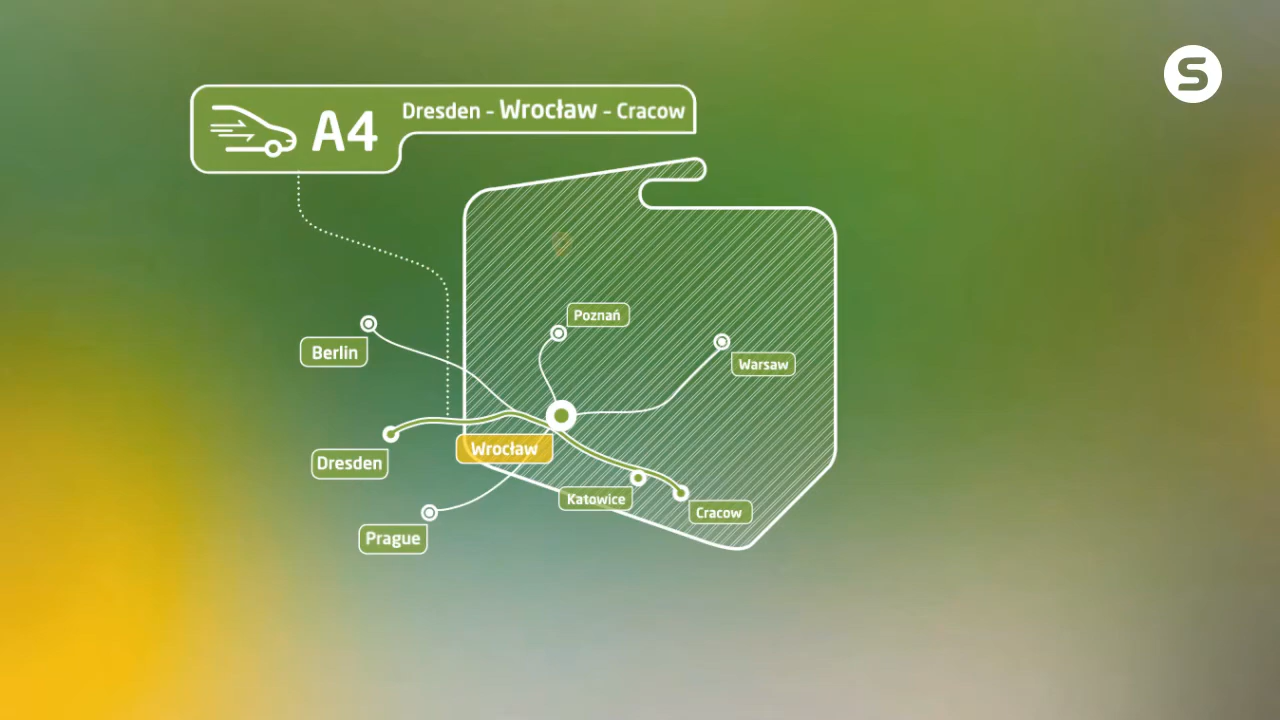 S
A4
Dresden - Wrocław - Cracow
Poznań
Berlin
Warsaw
Wrocław
Dresden
Katowice
Cracow
Prague